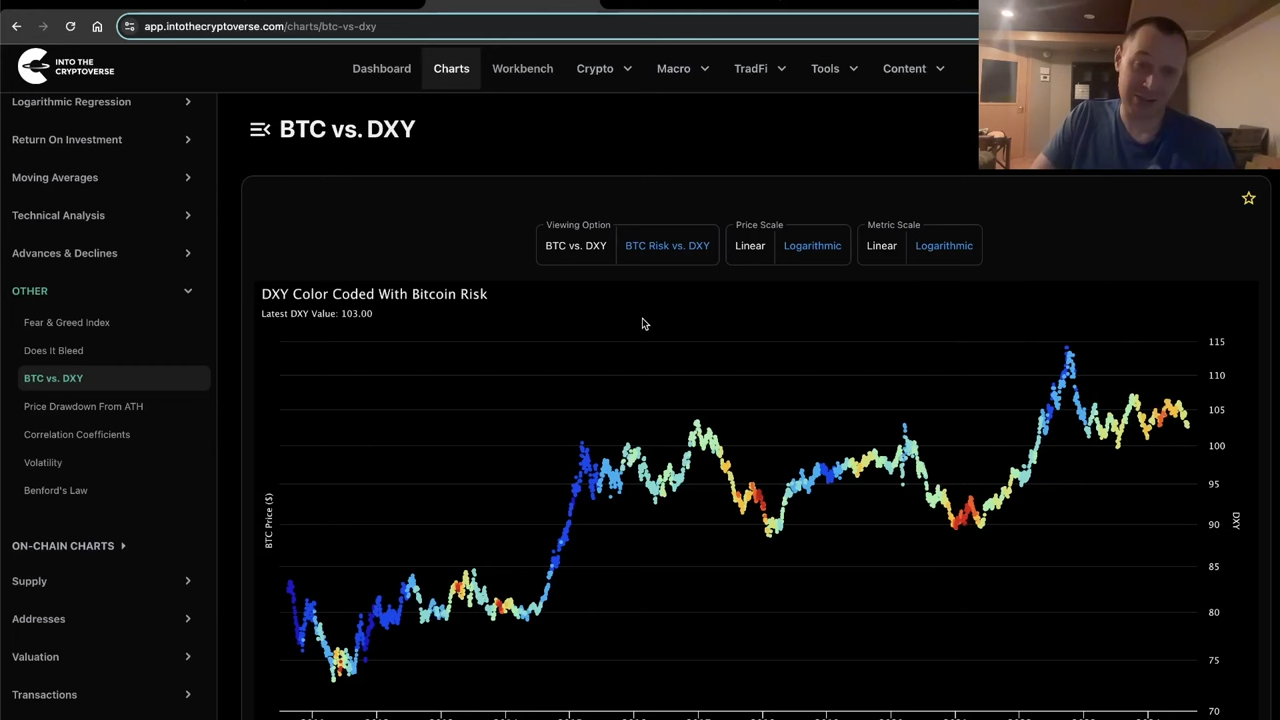 app.intothecryptoverse.com/charts/btc-vs-dxy
INTO THE
CRYPTOVERSE
Dashboard
Charts
Workbench
Crypto
Macro
TradFi
Tools
Content
Logarithmic Regression
Return On Investment
Moving Averages
Technical Analysis
Advances & Declines
OTHER
Fear & Greed Index
Does It Bleed
BTC vs. DXY
Price Drawdown From ATH
Correlation Coefficients
Volatility
Benford's Law
ON-CHAIN CHARTS
Supply
Addresses
Valuation
Transactions
BTC vs. DXY
Viewing Option
BTC vs. DXY
BTC Risk vs. DXY
Price Scale
Linear
Logarithmic
Metric Scale
Linear
Logarithmic
DXY Color Coded With Bitcoin Risk
Latest DXY Value: 103.00
BTC Price ($)
115
110
105
100
95
90
85
80
75
70
DXY